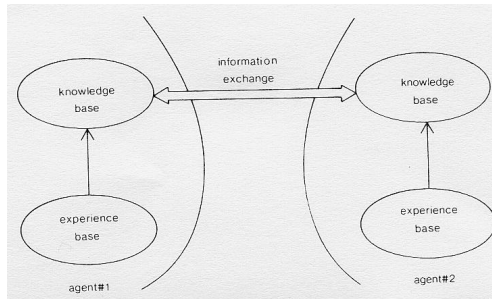 information
exchange
knowledge
base
knowledge
base
experience
base
experience
base
agent#1
agent#2